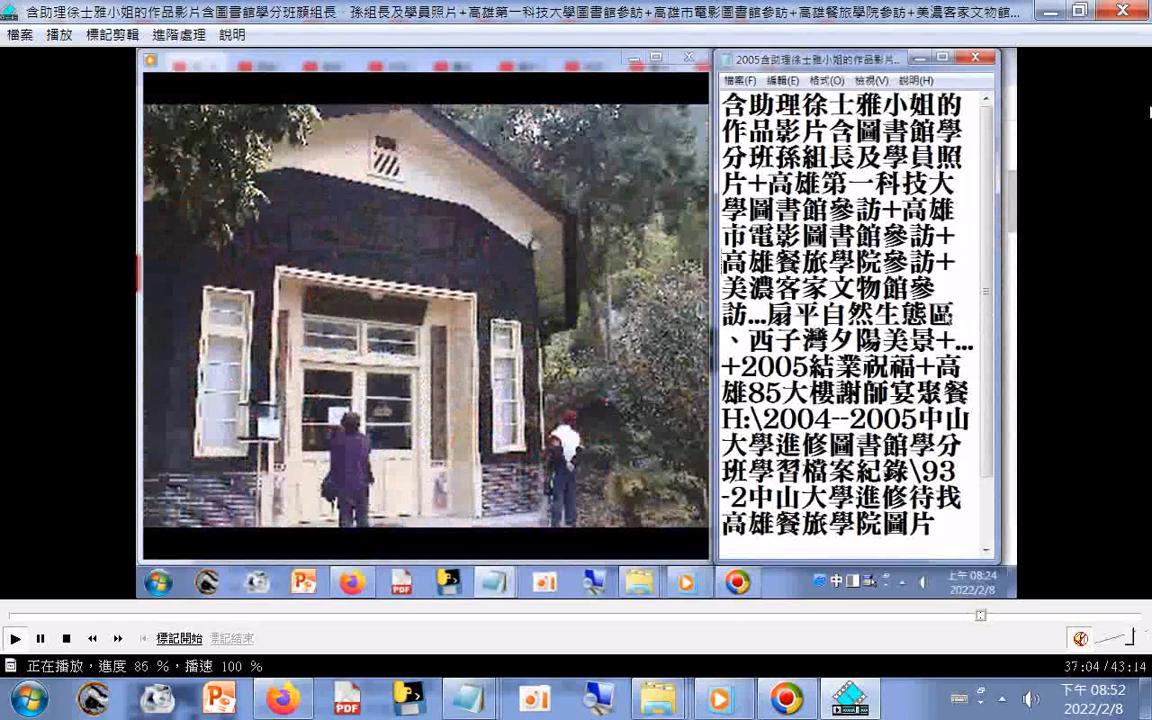 含助理徐士雅小姐的作品影片含圖書館學分班顏組長、孫組長及學員照片+高雄第一科技大學圖書館參訪+高雄市電影圖書館參訪+高雄餐旅學院參訪+美濃客家文物館...
檔案 播放 標記剪輯 進階處理 說明
2005含助理徐士雅小姐的作品影片...
檔案(F) 編輯(E) 格式(O) 檢視(V) 說明(H)
含助理徐士雅小姐的
作品影片含圖書館學
分班孫組長及學員照
片+高雄第一科技大
學圖書館參訪+高雄
市電影圖書館參訪+
高雄餐旅學院參訪+
美濃客家文物館參
訪...扇平自然生態區
、西子灣夕陽美景+...
+2005結業祝福+高
雄85大樓謝師宴聚餐
H:\2004--2005中山
大學進修圖書館學分
班學習檔案紀錄\93
-2中山大學進修待找
高雄餐旅學院圖片
中
上午 08:24
2022/2/8
標記開始 標記結束
正在播放，進度 86 %，播速 100 %
37:04/43:14
下午 08:52
2022/2/8